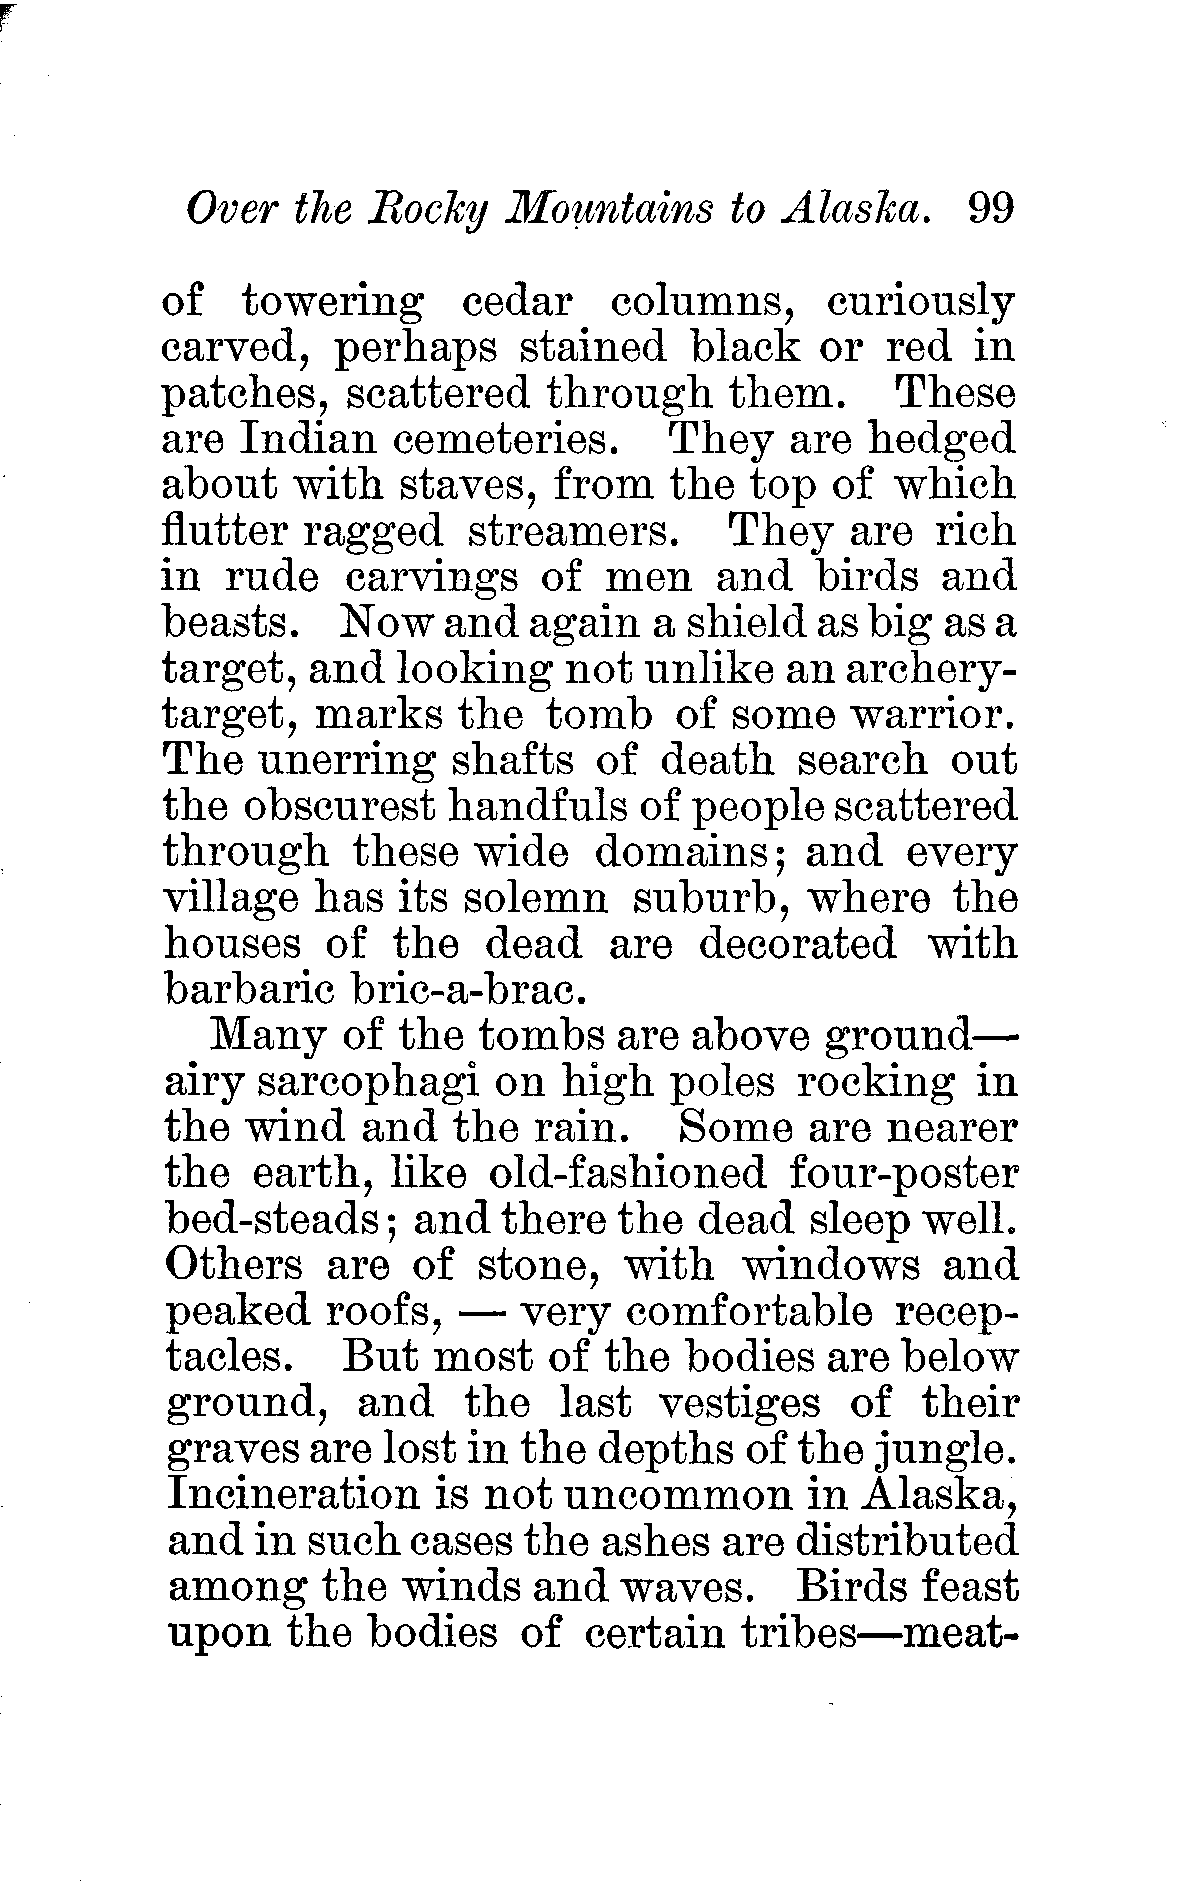 Over the Rocky Mountains to Alaska. 99
of towering cedar columns, curiously
carved, perhaps stained black or red in
patches, scattered through them. These
are Indian cemeteries. They are hedged
about with staves, from the top of which
flutter ragged streamers. They are rich
in rude carvings of men and birds and
beasts. Now and again a shield as big as a
target, and looking not unlike an archery-
target, marks the tomb of some warrior.
The unerring shafts of death search out
the obscurest handfuls of people scattered
through these wide domains; and every
village has its solemn suburb, where the
houses of the dead are decorated with
barbaric bric-a-brac.
Many of the tombs are above ground—
airy sarcophagi on high poles rocking in
the wind and the rain. Some are nearer
the earth, like old-fashioned four-poster
bed-steads; and there the dead sleep well.
Others are of stone, with windows and
peaked roofs, — very comfortable recep-
tacles. But most of the bodies are below
ground, and the last vestiges of their
graves are lost in the depths of the jungle.
Incineration is not uncommon in Alaska,
and in such cases the ashes are distributed
among the winds and waves. Birds feast
upon the bodies of certain tribes—meat-